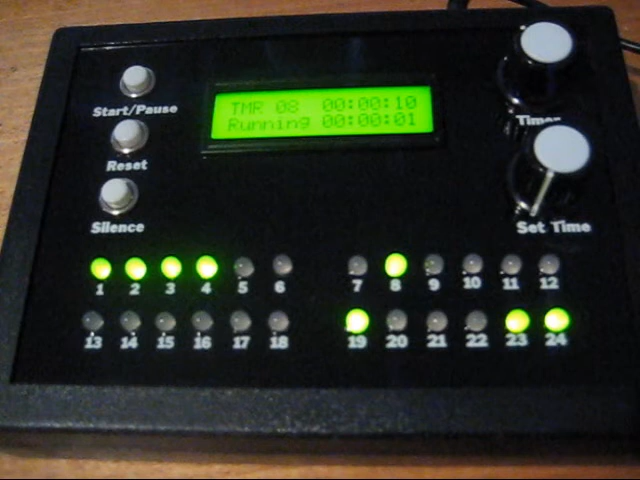 TMR 08 00:00:10
Running 00:00:01
Start/Pause
Reset
Silence
Timer
Set Time
1 2 3 4 5 6 7 8 9 10 11 12
13 14 15 16 17 18 19 20 21 22 23 24